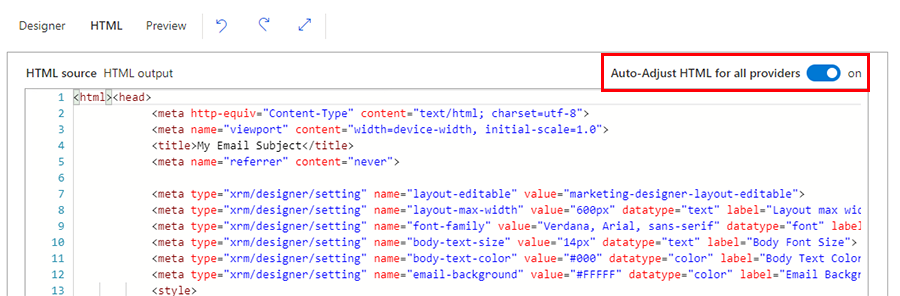 Designer HTML Preview
HTML source HTML output Auto-Adjust HTML for all providers on
1 <html><head>
2 <meta http-equiv="Content-Type" content="text/html; charset=utf-8">
3 <meta name="viewport" content="width=device-width, initial-scale=1.0">
4 <title>My Email Subject</title>
5 <meta name="referrer" content="never">
6
7 <meta type="xrm/designer/setting" name="layout-editable" value="marketing-designer-layout-editable">
8 <meta type="xrm/designer/setting" name="layout-max-width" value="600px" datatype="text" label="Layout max wid
9 <meta type="xrm/designer/setting" name="font-family" value="Verdana, Arial, sans-serif" datatype="font" label
10 <meta type="xrm/designer/setting" name="body-text-size" value="14px" datatype="text" label="Body Font Size">
11 <meta type="xrm/designer/setting" name="body-text-color" value="#000" datatype="color" label="Body Text Color
12 <meta type="xrm/designer/setting" name="email-background" value="#FFFFF" datatype="color" label="Email Backgr
13 <style>